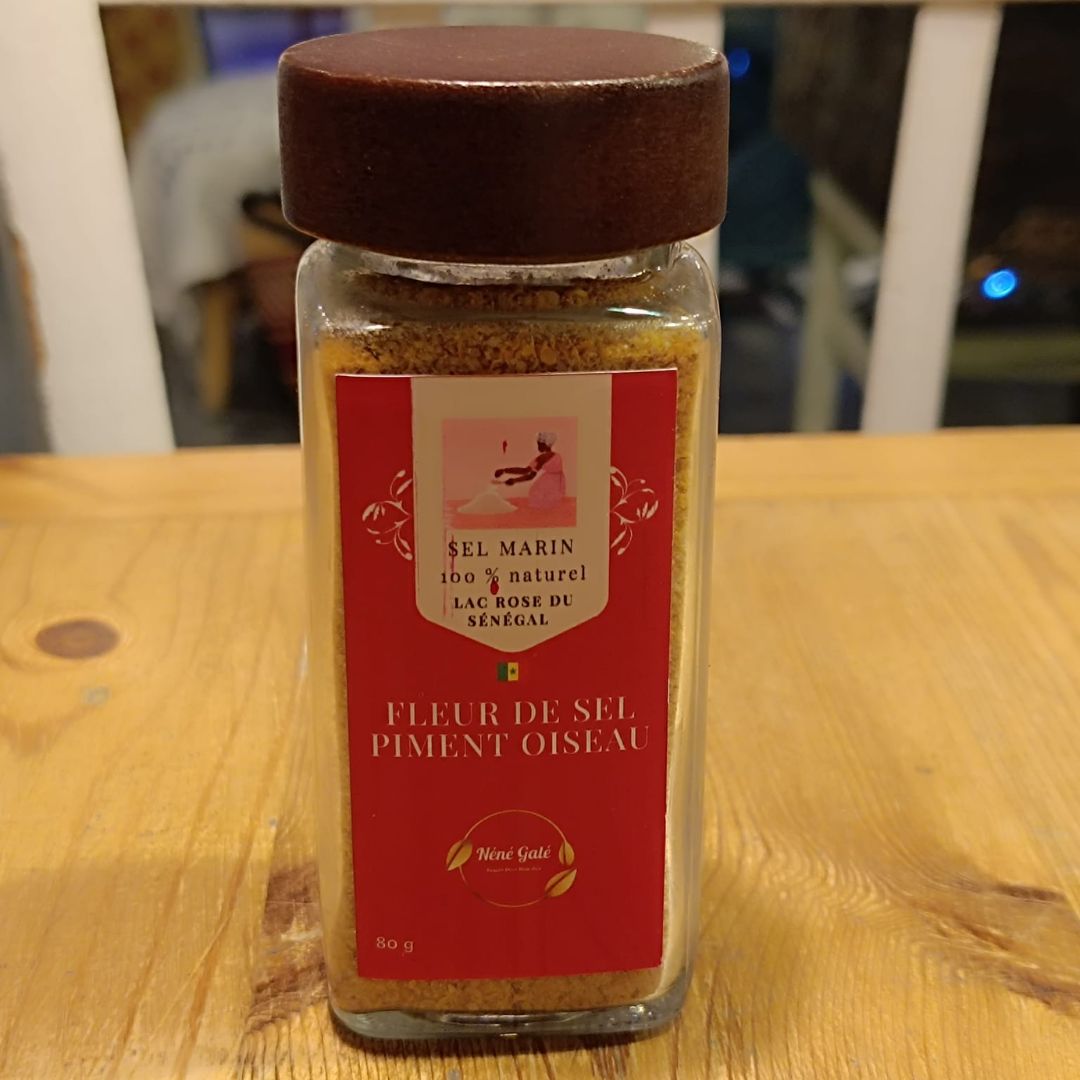 SEL MARIN
100 % naturel
LAC ROSE DU
SÉNÉGAL
FLEUR DE SEL
PIMENT OISEAU
Néné Galé
80 g